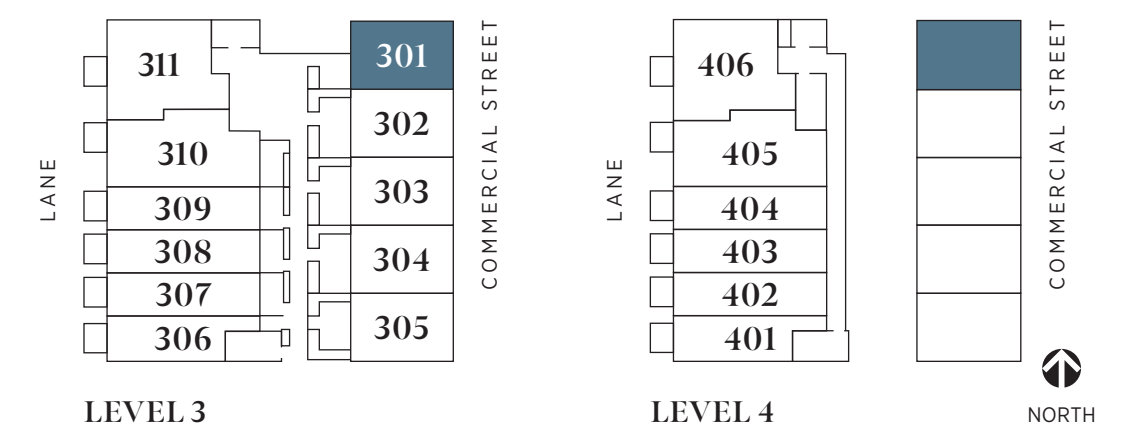 311
301
302
310
303
309
308
304
307
305
306
LANE
COMMERCIAL STREET
LEVEL 3
406
405
404
403
402
401
LANE
COMMERCIAL STREET
LEVEL 4
NORTH